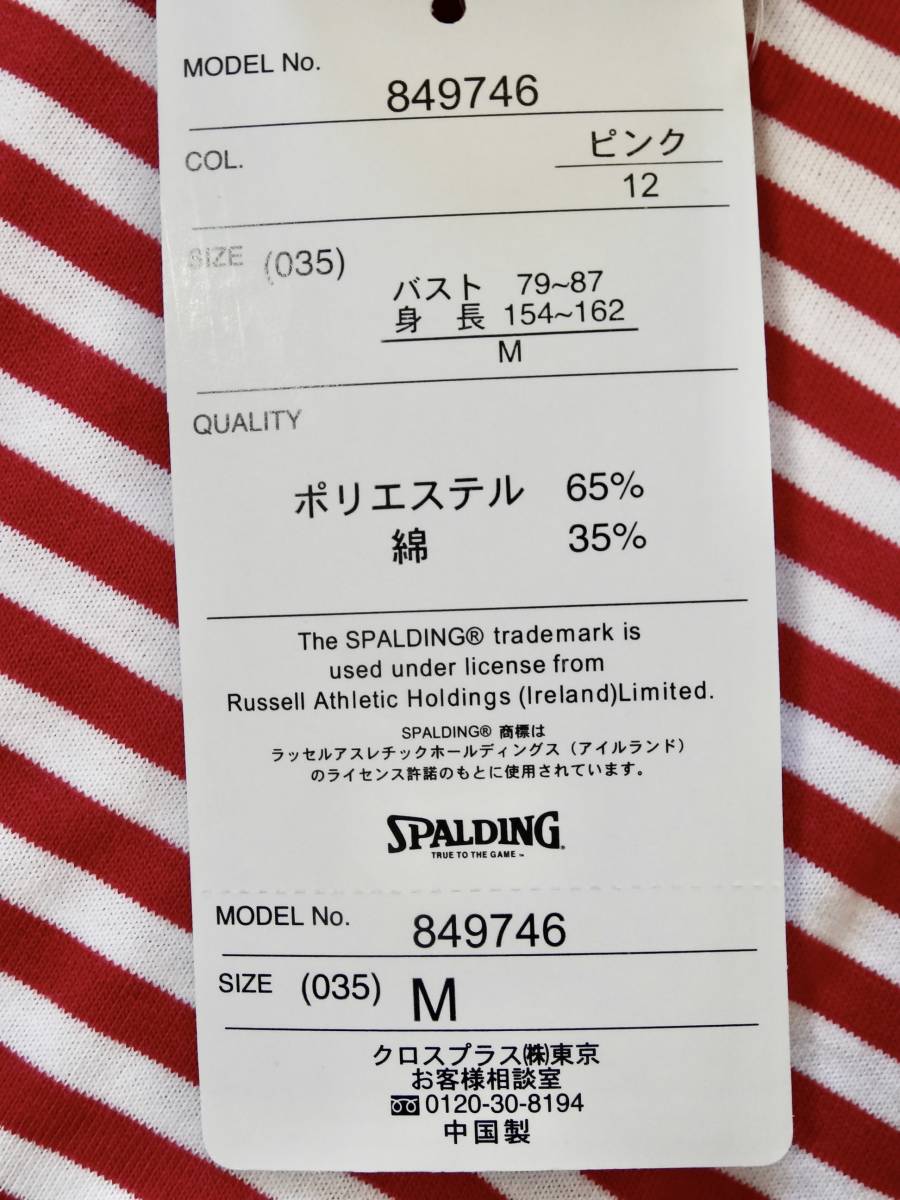 MODEL No.
849746
COL.
ピンク
12
SIZE (035)
バスト 79~87
身 長 154~162
M
QUALITY
ポリエステル 65%
綿 35%
The SPALDING® trademark is
used under license from
Russell Athletic Holdings (Ireland)Limited.
SPALDING® 商標は
ラッセルアスレチックホールディングス（アイルランド）
のライセンス許諾のもとに使用されています。
SPALDING®
TRUE TO THE GAME™
MODEL No. 849746
SIZE (035) M
クロスプラス㈱東京
お客様相談室
0120-30-8194
中国製